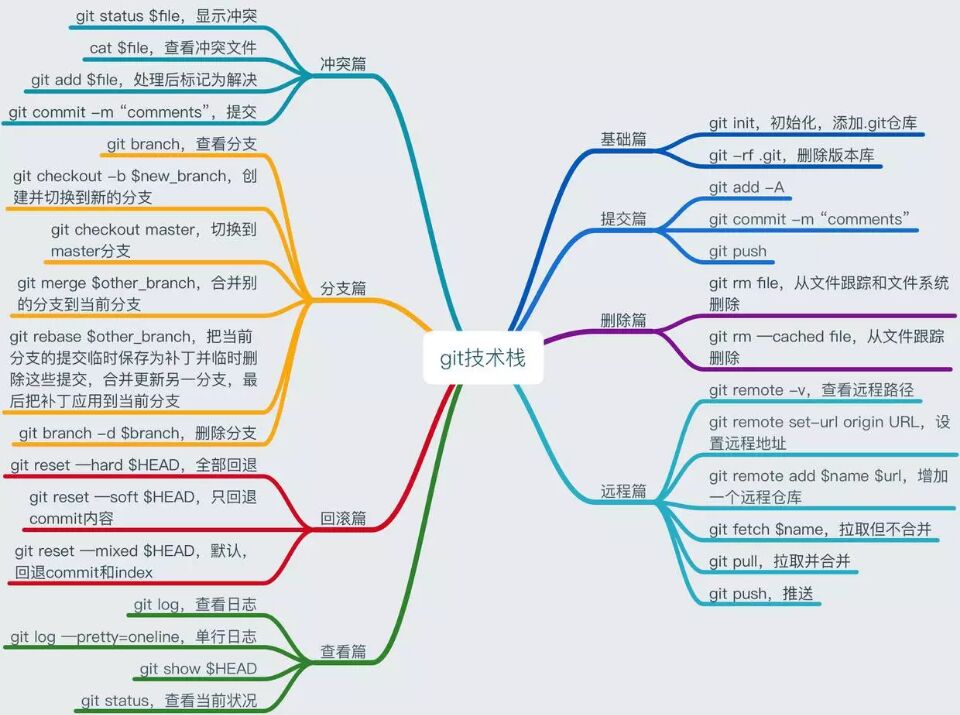 git技术栈
冲突篇
git status $file，显示冲突
cat $file，查看冲突文件
git add $file，处理后标记为解决
git commit -m “comments”，提交
分支篇
git branch，查看分支
git checkout -b $new_branch，创
建并切换到新的分支
git checkout master，切换到
master分支
git merge $other_branch，合并别
的分支到当前分支
git rebase $other_branch，把当前
分支的提交临时保存为补丁并临时删
除这些提交，合并更新另一分支，最
后把补丁应用到当前分支
git branch -d $branch，删除分支
回滚篇
git reset —hard $HEAD，全部回退
git reset —soft $HEAD，只回退
commit内容
git reset —mixed $HEAD，默认，
回退commit和index
查看篇
git log，查看日志
git log —pretty=oneline，单行日志
git show $HEAD
git status，查看当前状况
基础篇
git init，初始化，添加.git仓库
git -rf .git，删除版本库
提交篇
git add -A
git commit -m “comments”
git push
删除篇
git rm file，从文件跟踪和文件系统
删除
git rm —cached file，从文件跟踪
删除
远程篇
git remote -v，查看远程路径
git remote set-url origin URL，设
置远程地址
git remote add $name $url，增加
一个远程仓库
git fetch $name，拉取但不合并
git pull，拉取并合并
git push，推送